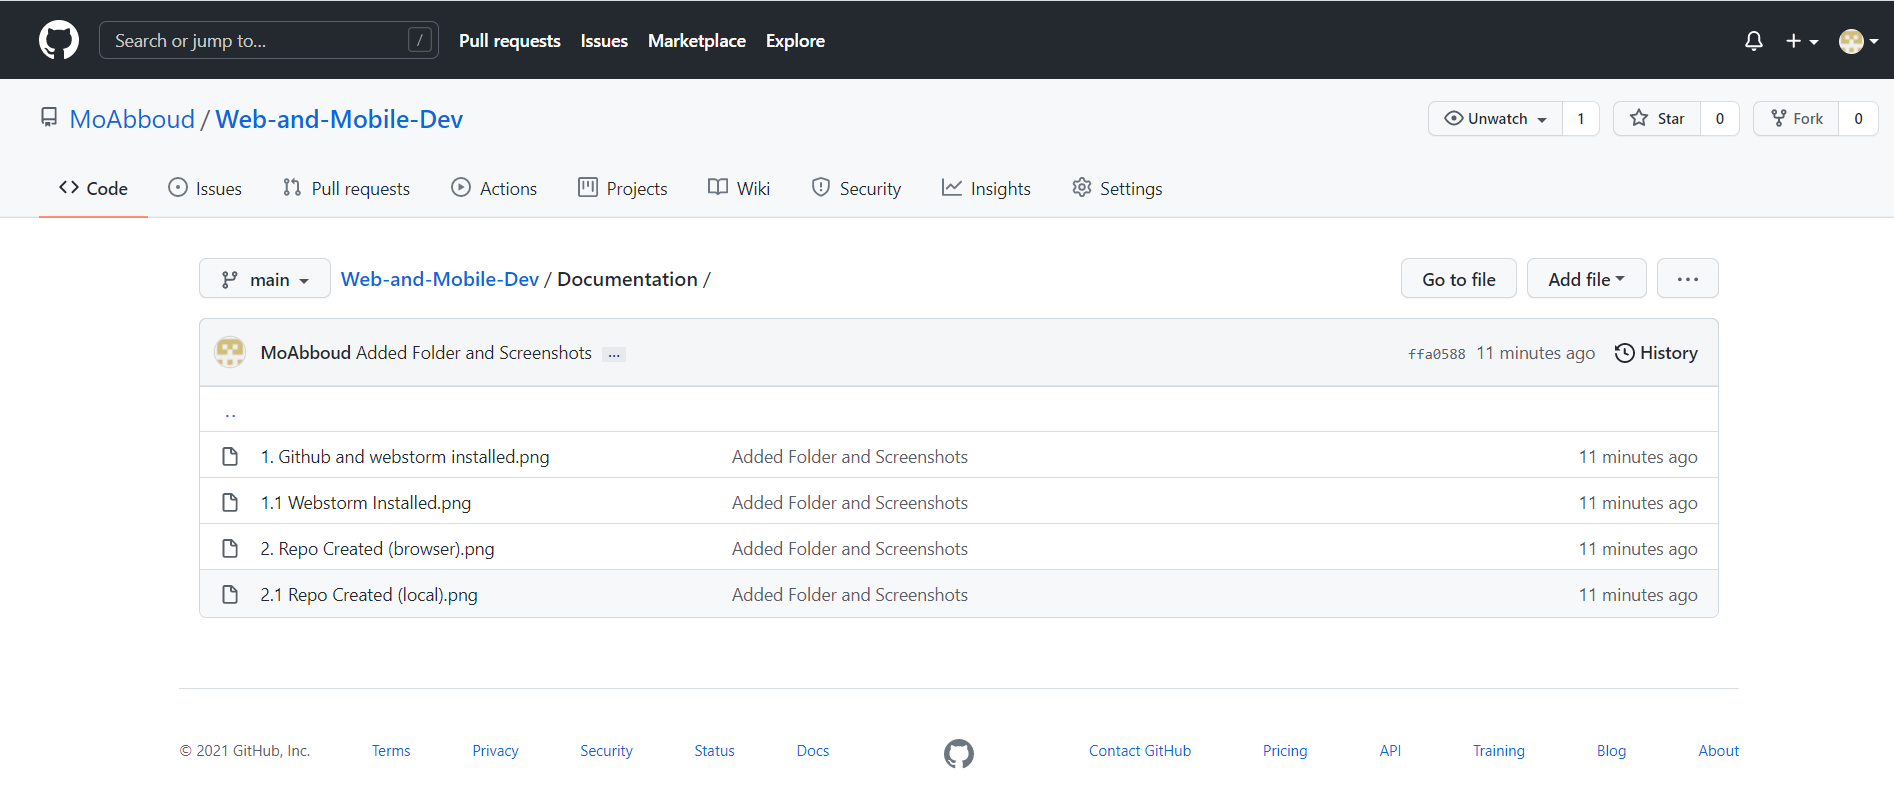 Search or jump to... / Pull requests Issues Marketplace Explore
MoAbboud / Web-and-Mobile-Dev Unwatch 1 Star 0 Fork 0
Code Issues Pull requests Actions Projects Wiki Security Insights Settings
main Web-and-Mobile-Dev / Documentation / Go to file Add file ...
MoAbboud Added Folder and Screenshots ... ffa0588 11 minutes ago History
..
1. Github and webstorm installed.png Added Folder and Screenshots 11 minutes ago
1.1 Webstorm Installed.png Added Folder and Screenshots 11 minutes ago
2. Repo Created (browser).png Added Folder and Screenshots 11 minutes ago
2.1 Repo Created (local).png Added Folder and Screenshots 11 minutes ago
© 2021 GitHub, Inc. Terms Privacy Security Status Docs Contact GitHub Pricing API Training Blog About